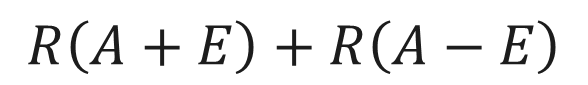 R(A + E) + R(A − E)